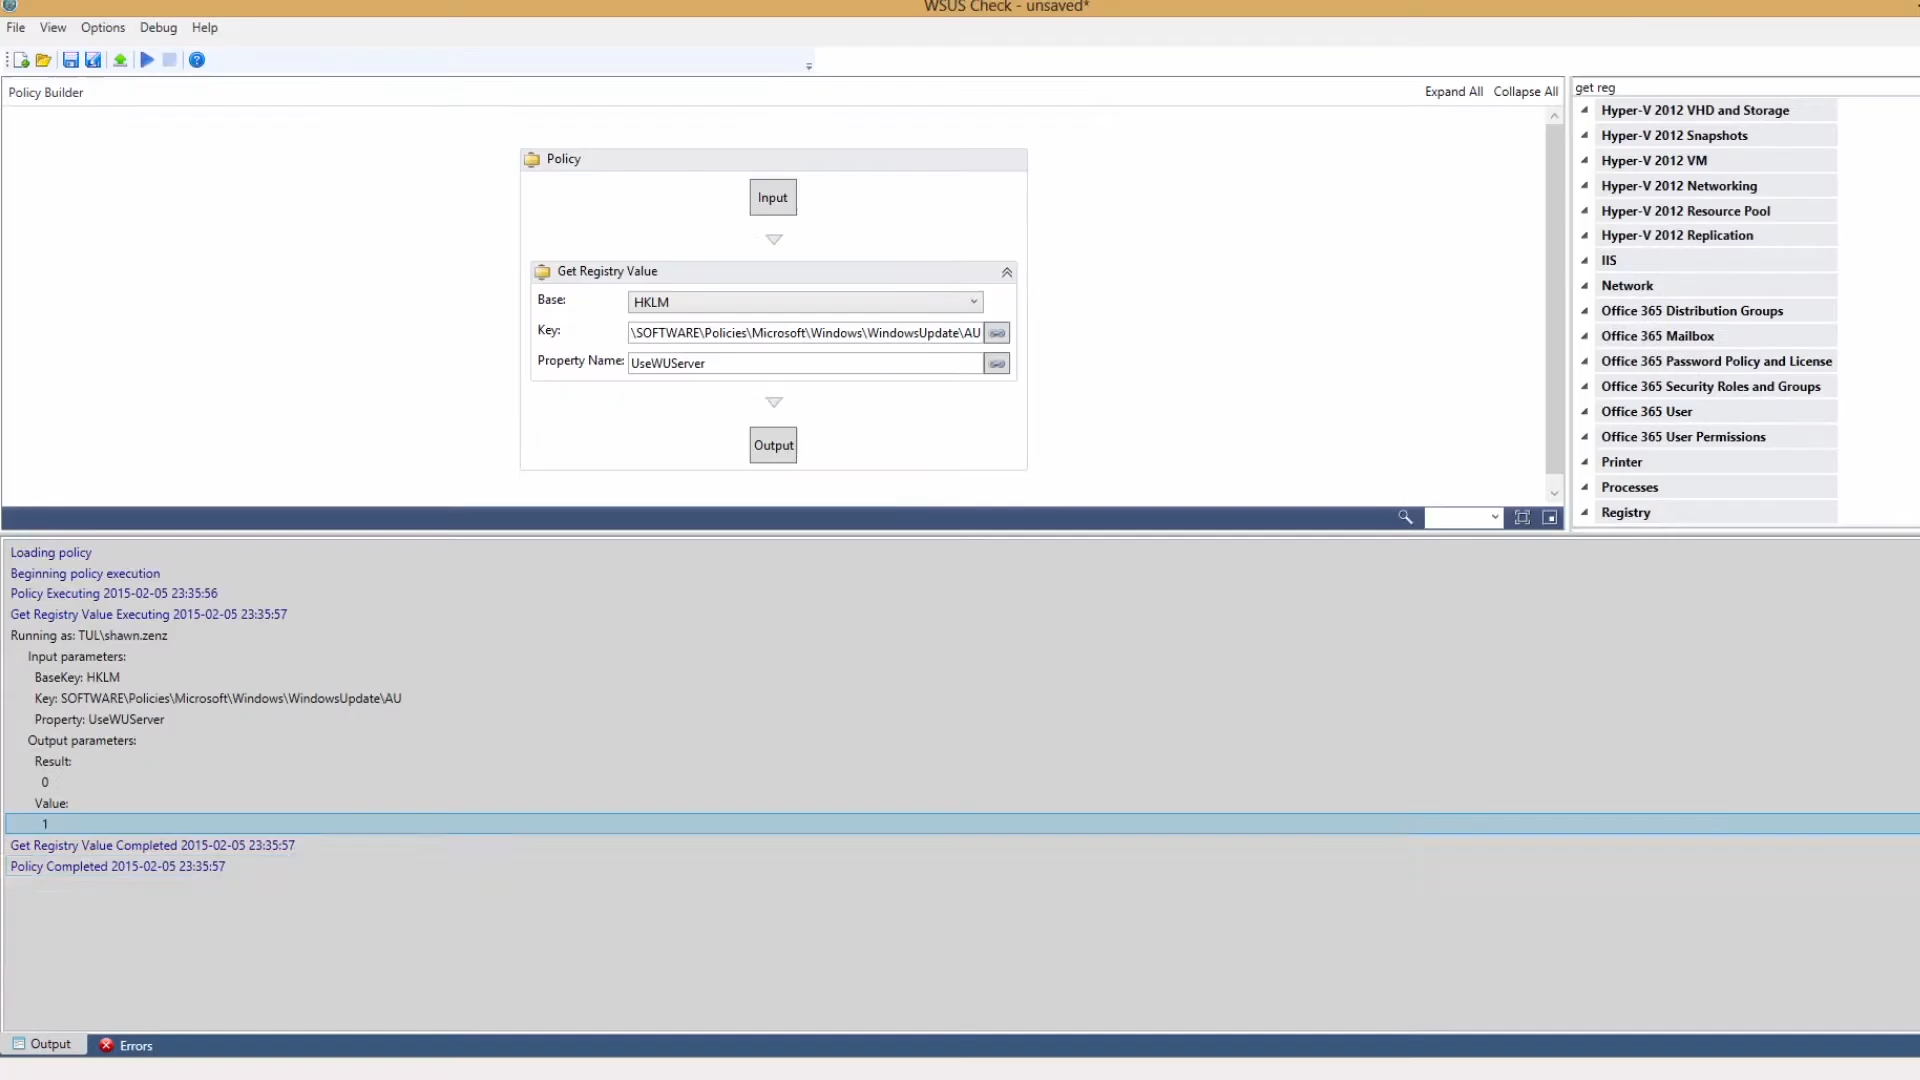 WSUS Check - unsaved*
File View Options Debug Help
Policy Builder
Expand All Collapse All
Policy
Input
Get Registry Value
Base: HKLM
Key: \SOFTWARE\Policies\Microsoft\Windows\WindowsUpdate\AU
Property Name: UseWUServer
Output
get reg
Hyper-V 2012 VHD and Storage
Hyper-V 2012 Snapshots
Hyper-V 2012 VM
Hyper-V 2012 Networking
Hyper-V 2012 Resource Pool
Hyper-V 2012 Replication
IIS
Network
Office 365 Distribution Groups
Office 365 Mailbox
Office 365 Password Policy and License
Office 365 Security Roles and Groups
Office 365 User
Office 365 User Permissions
Printer
Processes
Registry
Loading policy
Beginning policy execution
Policy Executing 2015-02-05 23:35:56
Get Registry Value Executing 2015-02-05 23:35:57
Running as: TUL\shawn.zenz
Input parameters:
BaseKey: HKLM
Key: SOFTWARE\Policies\Microsoft\Windows\WindowsUpdate\AU
Property: UseWUServer
Output parameters:
Result:
0
Value:
1
Get Registry Value Completed 2015-02-05 23:35:57
Policy Completed 2015-02-05 23:35:57
Output Errors